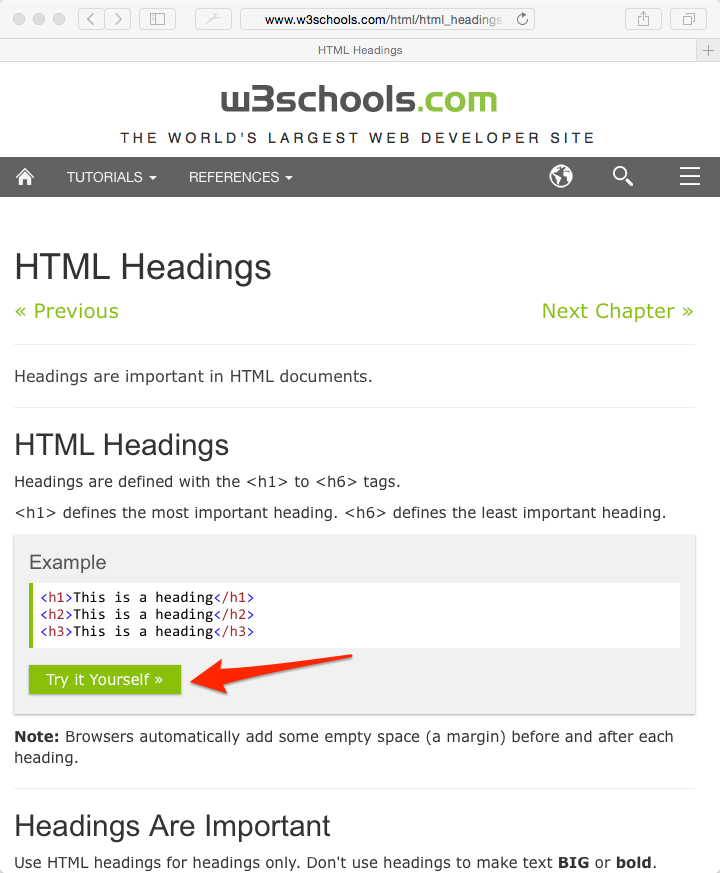 www.w3schools.com/html/html_headings.
HTML Headings
w3schools.com
THE WORLD'S LARGEST WEB DEVELOPER SITE
TUTORIALS REFERENCES
HTML Headings
« Previous Next Chapter »
Headings are important in HTML documents.
HTML Headings
Headings are defined with the <h1> to <h6> tags.
<h1> defines the most important heading. <h6> defines the least important heading.
Example
<h1>This is a heading</h1>
<h2>This is a heading</h2>
<h3>This is a heading</h3>
Try it Yourself »
Note: Browsers automatically add some empty space (a margin) before and after each
heading.
Headings Are Important
Use HTML headings for headings only. Don't use headings to make text BIG or bold.